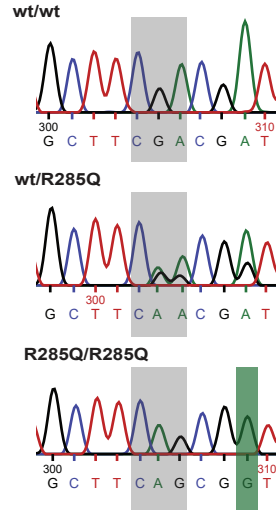 wt/wt
300 310
G C T T C G A C G A T
wt/R285Q
300
G C T T C A A C G A T
R285Q/R285Q
300 310
G C T T C A G C G G T